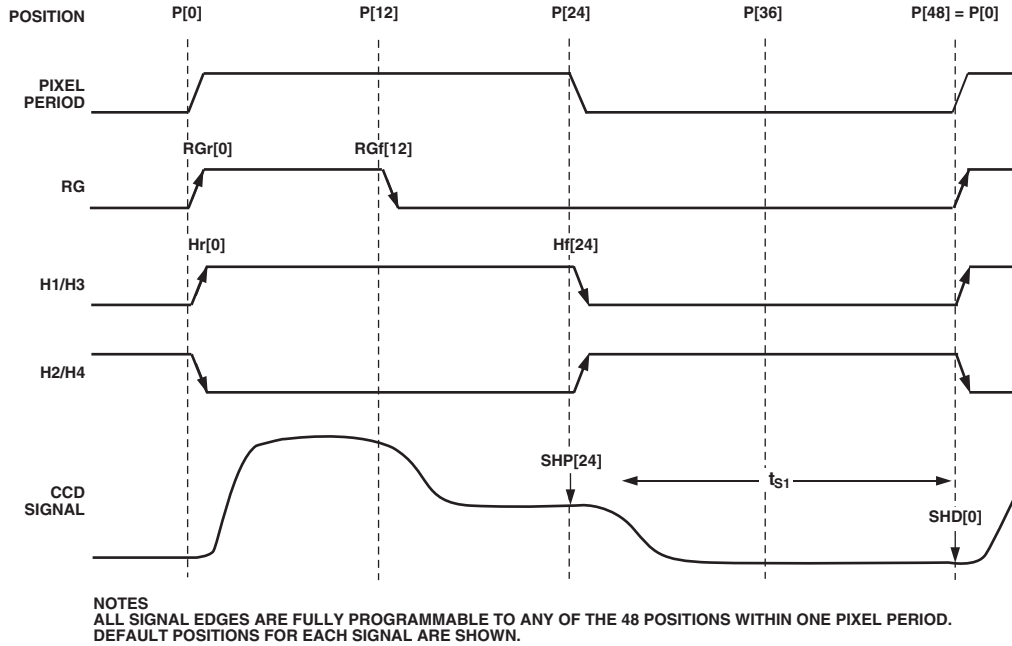 POSITION P[0] P[12] P[24] P[36] P[48] = P[0]
PIXEL
PERIOD
RGr[0] RGf[12]
RG
Hr[0] Hf[24]
H1/H3
H2/H4
SHP[24]
tS1
CCD
SIGNAL
SHD[0]
NOTES
ALL SIGNAL EDGES ARE FULLY PROGRAMMABLE TO ANY OF THE 48 POSITIONS WITHIN ONE PIXEL PERIOD.
DEFAULT POSITIONS FOR EACH SIGNAL ARE SHOWN.